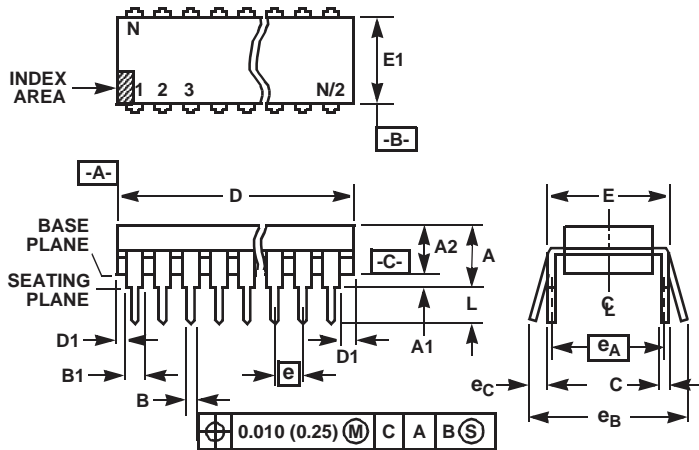 N
E1
INDEX
AREA
1 2 3 N/2
-B-
-A-
D
E
BASE
PLANE
A2
A
-C-
SEATING
PLANE
L
C
L
D1
A1
D1
eA
B1
e
eC
C
B
eB
0.010 (0.25) M C A B S